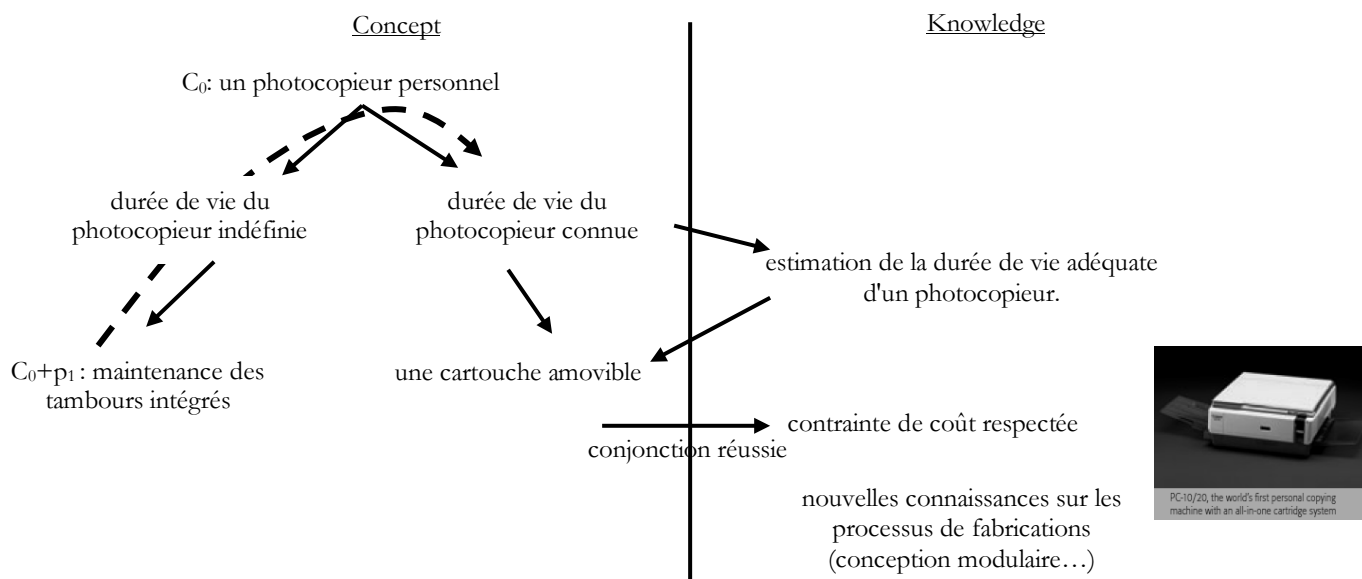 Concept
Knowledge
C₀: un photocopieur personnel
durée de vie du
photocopieur indéfinie
durée de vie du
photocopieur connue
estimation de la durée de vie adéquate
d'un photocopieur.
C₀+p₁ : maintenance des
tambours intégrés
une cartouche amovible
contrainte de coût respectée
conjonction réussie
nouvelles connaissances sur les
processus de fabrications
(conception modulaire…)
PC-10/20, the world's first personal copying
machine with an all-in-one cartridge system